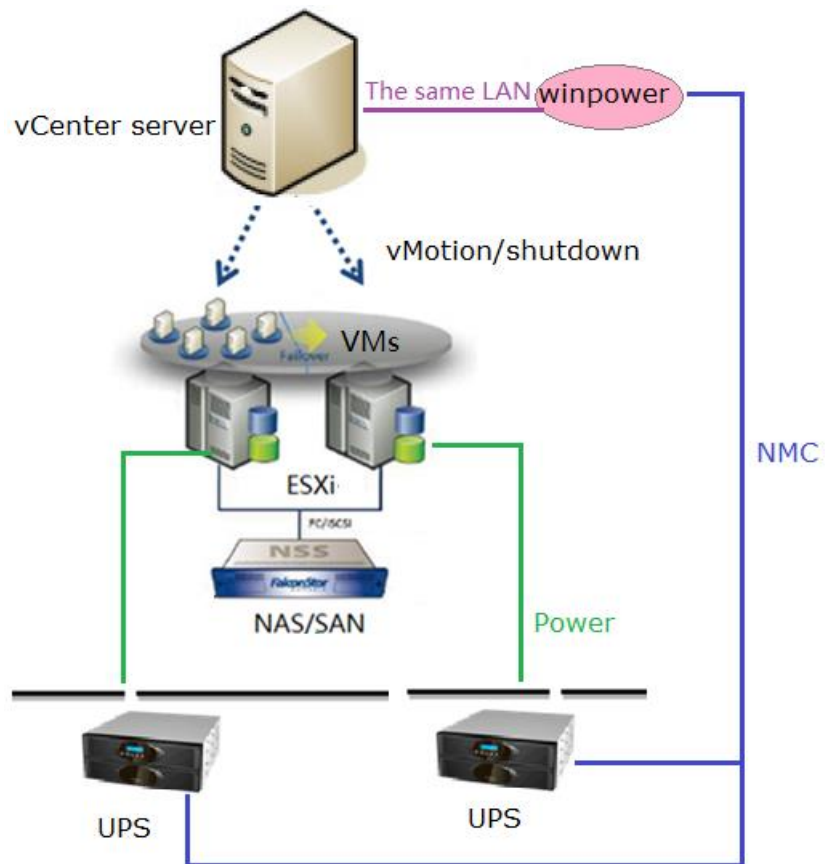 The same LAN
winpower
vCenter server
vMotion/shutdown
VMs
Failover
NMC
ESXi
FC/iSCSI
NSS
FalconStor
NAS/SAN
Power
UPS
UPS